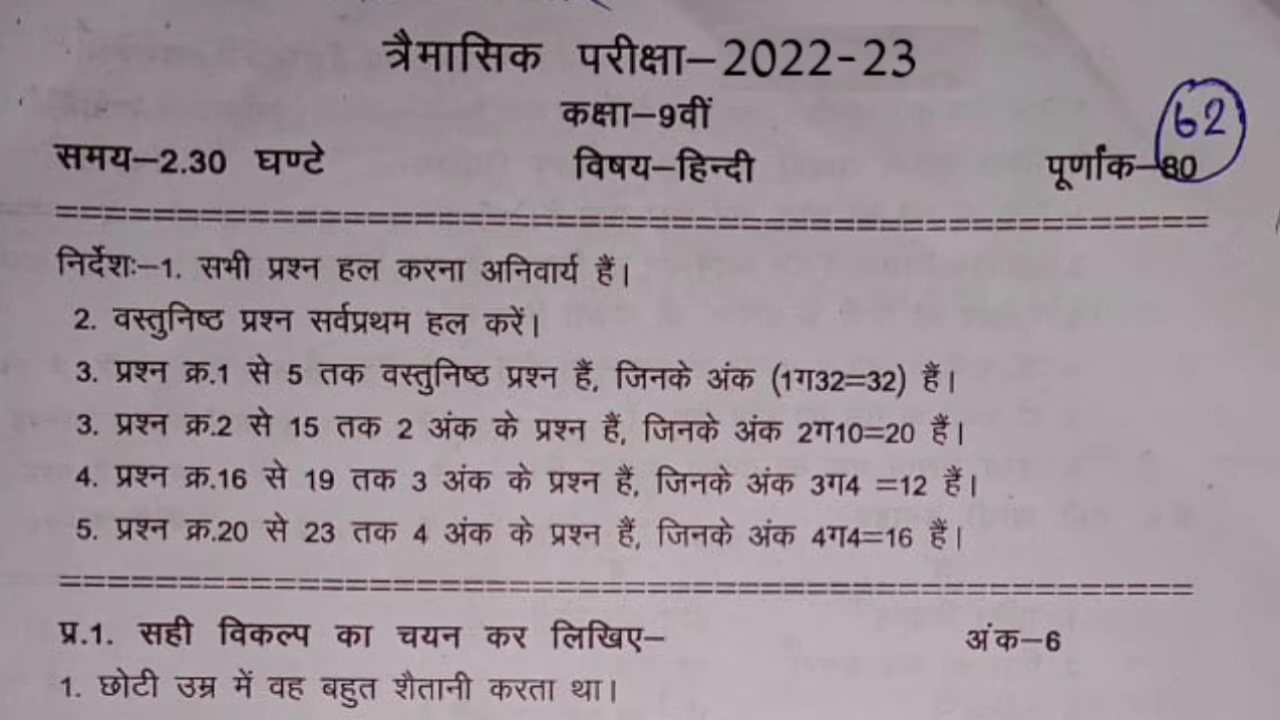 त्रैमासिक परीक्षा–2022-23
कक्षा–9वीं
62
समय–2.30 घण्टे विषय–हिन्दी पूर्णांक–80
निर्देशः–1. सभी प्रश्न हल करना अनिवार्य हैं।
2. वस्तुनिष्ठ प्रश्न सर्वप्रथम हल करें।
3. प्रश्न क्र.1 से 5 तक वस्तुनिष्ठ प्रश्न हैं, जिनके अंक (1ग32=32) हैं।
3. प्रश्न क्र.2 से 15 तक 2 अंक के प्रश्न हैं, जिनके अंक 2ग10=20 हैं।
4. प्रश्न क्र.16 से 19 तक 3 अंक के प्रश्न हैं, जिनके अंक 3ग4 =12 हैं।
5. प्रश्न क्र.20 से 23 तक 4 अंक के प्रश्न हैं, जिनके अंक 4ग4=16 हैं।
प्र.1. सही विकल्प का चयन कर लिखिए– अंक–6
1. छोटी उम्र में वह बहुत शैतानी करता था।